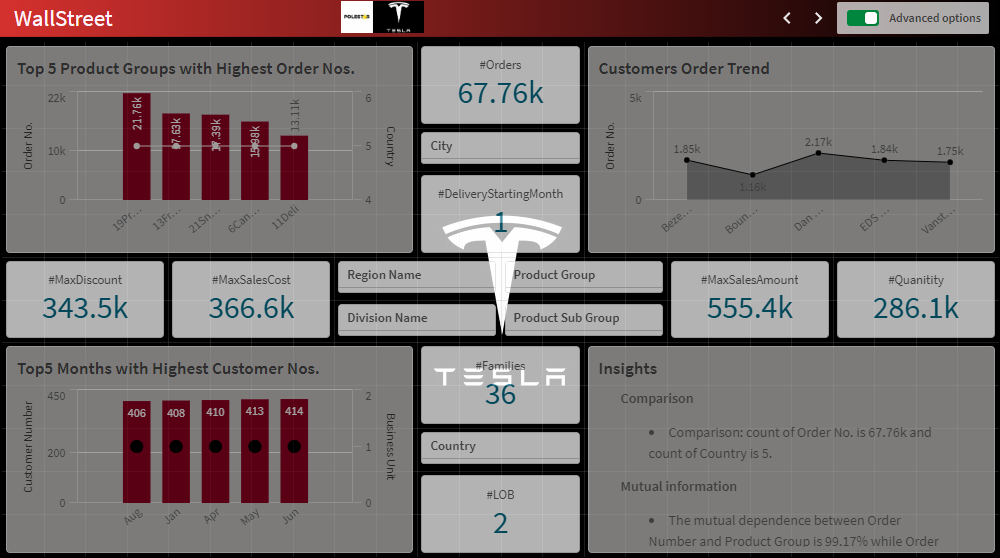 WallStreet
POLESTAR
TESLA
Advanced options
Top 5 Product Groups with Highest Order Nos.
22k
10k
0
Order No.
21.76k
17.63k
17.39k
15.98k
13.11k
6
5
4
Country
19Pr...
13Fr...
21Sn...
6Can...
11Deli
#Orders
67.76k
City
#DeliveryStartingMonth
1
Customers Order Trend
5k
0
Order No.
1.85k
1.16k
2.17k
1.84k
1.75k
Beze...
Boun...
Dan ...
EDS ...
Vanst...
#MaxDiscount
343.5k
#MaxSalesCost
366.6k
Region Name
Product Group
Division Name
Product Sub Group
#MaxSalesAmount
555.4k
#Quanitity
286.1k
Top5 Months with Highest Customer Nos.
450
200
0
Customer Number
406
408
410
413
414
2
1
0
Business Unit
Aug
Jan
Apr
May
Jun
#Families
TESLA
36
Country
#LOB
2
Insights
Comparison
• Comparison: count of Order No. is 67.76k and
count of Country is 5.
Mutual information
• The mutual dependence between Order
Number and Product Group is 99.17% while Order